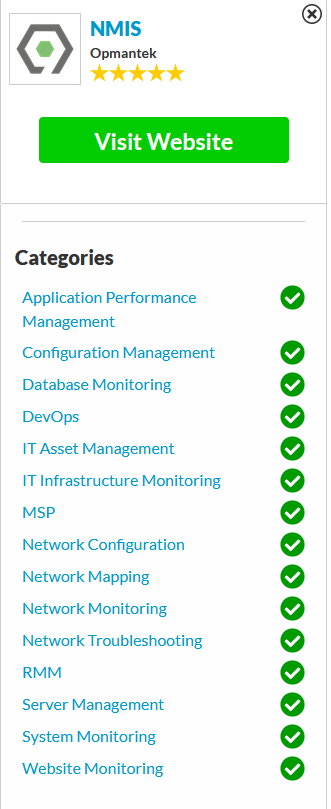 NMIS
Opmantek
Visit Website
Categories
Application Performance
Management
Configuration Management
Database Monitoring
DevOps
IT Asset Management
IT Infrastructure Monitoring
MSP
Network Configuration
Network Mapping
Network Monitoring
Network Troubleshooting
RMM
Server Management
System Monitoring
Website Monitoring